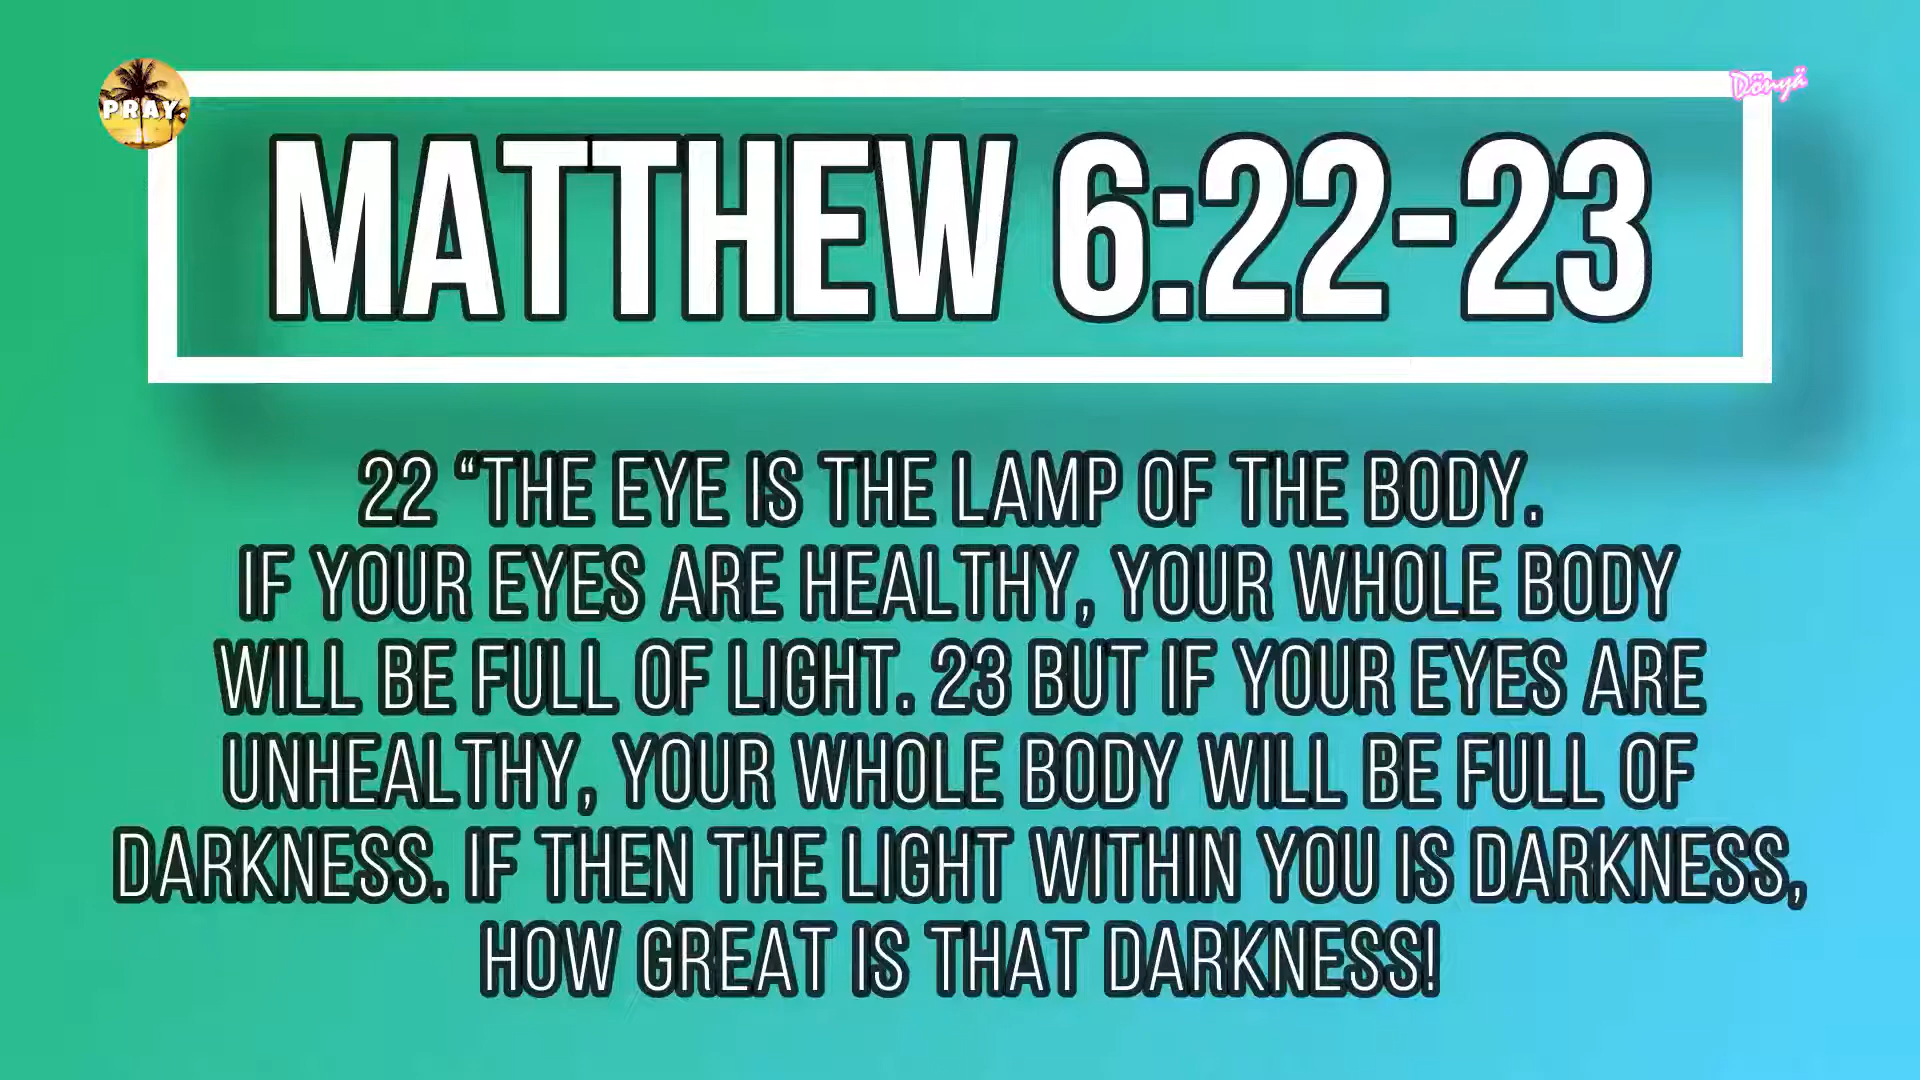 PRAY.
Dönyä
MATTHEW 6:22-23
22 “THE EYE IS THE LAMP OF THE BODY.
IF YOUR EYES ARE HEALTHY, YOUR WHOLE BODY
WILL BE FULL OF LIGHT. 23 BUT IF YOUR EYES ARE
UNHEALTHY, YOUR WHOLE BODY WILL BE FULL OF
DARKNESS. IF THEN THE LIGHT WITHIN YOU IS DARKNESS,
HOW GREAT IS THAT DARKNESS!